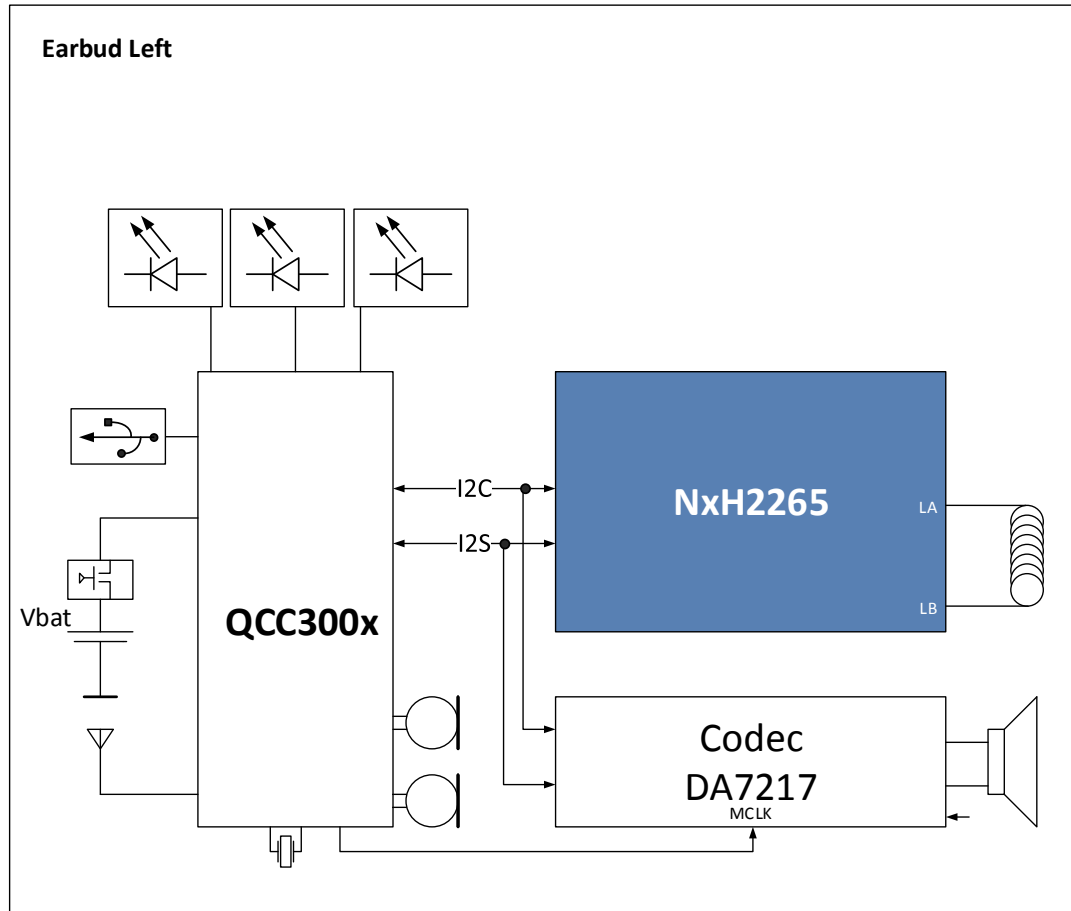 Earbud Left
I2C
NxH2265
LA
I2S
Vbat
QCC300x
LB
Codec
DA7217
MCLK